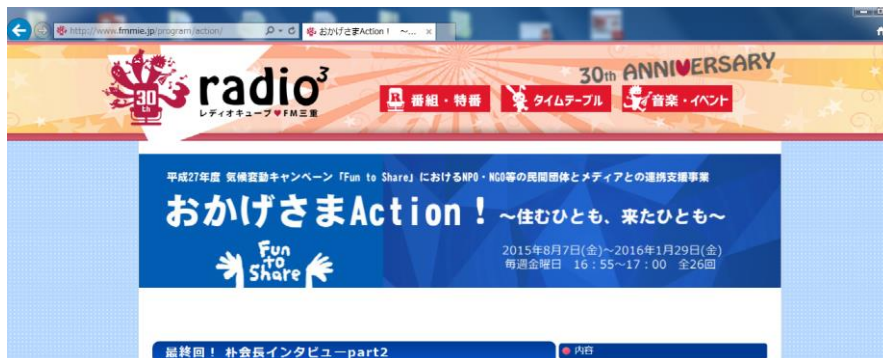 http://www.fmmie.jp/program/action/
おかげさまAction！ ～...
30th
radio³
レディオキューブ♥FM三重
30th ANNIVERSARY
番組・特番
タイムテーブル
音楽・イベント
平成27年度 気候変動キャンペーン「Fun to Share」におけるNPO・NGO等の民間団体とメディアとの連携支援事業
おかげさまAction！ ～住むひとも、来たひとも～
Fun
to
Share
2015年8月7日(金)～2016年1月29日(金)
毎週金曜日 16：55～17：00 全26回
最終回！ 朴会長インタビューpart2
内容